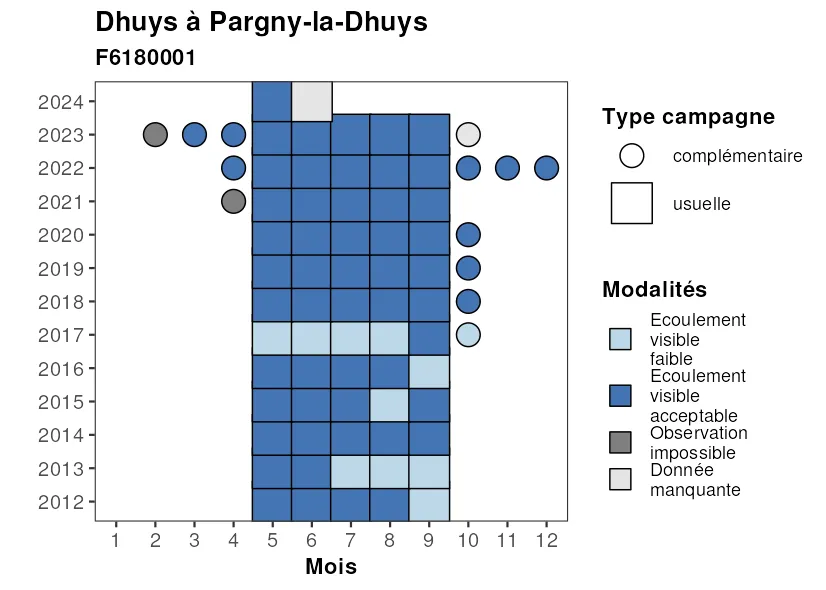 Dhuys à Pargny-la-Dhuys
F6180001
2024
2023
2022
2021
2020
2019
2018
2017
2016
2015
2014
2013
2012
1 2 3 4 5 6 7 8 9 10 11 12
Mois
Type campagne
complémentaire
usuelle
Modalités
Ecoulement
visible
faible
Ecoulement
visible
acceptable
Observation
impossible
Donnée
manquante